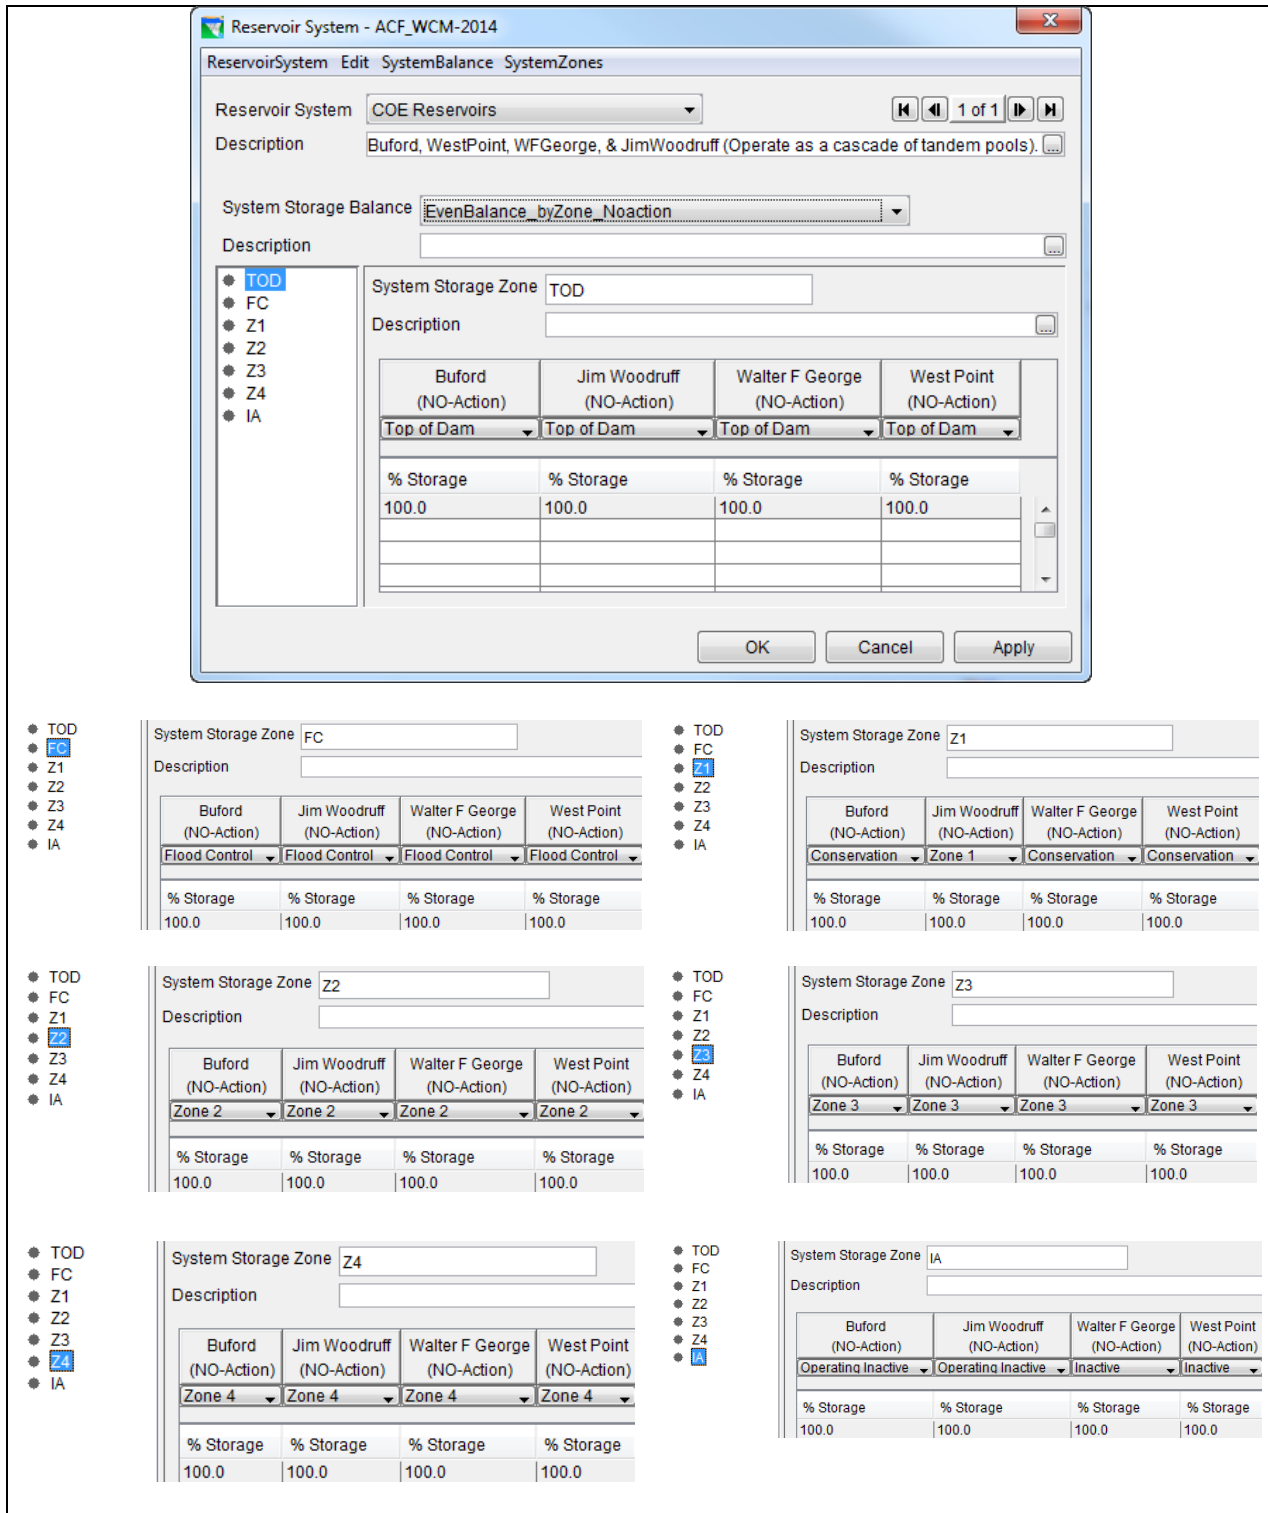 Reservoir System - ACF_WCM-2014
x
ReservoirSystem Edit SystemBalance SystemZones
Reservoir System COE Reservoirs 1 of 1
Description Buford, WestPoint, WFGeorge, & JimWoodruff (Operate as a cascade of tandem pools). ...
System Storage Balance EvenBalance_byZone_Noaction
Description ...
TOD
FC
Z1
Z2
Z3
Z4
IA
System Storage Zone TOD
Description ...
Buford Jim Woodruff Walter F George West Point
(NO-Action) (NO-Action) (NO-Action) (NO-Action)
Top of Dam Top of Dam Top of Dam Top of Dam
% Storage % Storage % Storage % Storage
100.0 100.0 100.0 100.0
OK Cancel Apply
TOD
FC
Z1
Z2
Z3
Z4
IA
System Storage Zone FC
Description
Buford Jim Woodruff Walter F George West Point
(NO-Action) (NO-Action) (NO-Action) (NO-Action)
Flood Control Flood Control Flood Control Flood Control
% Storage % Storage % Storage % Storage
100.0 100.0 100.0 100.0
TOD
FC
Z1
Z2
Z3
Z4
IA
System Storage Zone Z1
Description
Buford Jim Woodruff Walter F George West Point
(NO-Action) (NO-Action) (NO-Action) (NO-Action)
Conservation Zone 1 Conservation Conservation
% Storage % Storage % Storage % Storage
100.0 100.0 100.0 100.0
TOD
FC
Z1
Z2
Z3
Z4
IA
System Storage Zone Z2
Description
Buford Jim Woodruff Walter F George West Point
(NO-Action) (NO-Action) (NO-Action) (NO-Action)
Zone 2 Zone 2 Zone 2 Zone 2
% Storage % Storage % Storage % Storage
100.0 100.0 100.0 100.0
TOD
FC
Z1
Z2
Z3
Z4
IA
System Storage Zone Z3
Description
Buford Jim Woodruff Walter F George West Point
(NO-Action) (NO-Action) (NO-Action) (NO-Action)
Zone 3 Zone 3 Zone 3 Zone 3
% Storage % Storage % Storage % Storage
100.0 100.0 100.0 100.0
TOD
FC
Z1
Z2
Z3
Z4
IA
System Storage Zone Z4
Description
Buford Jim Woodruff Walter F George West Point
(NO-Action) (NO-Action) (NO-Action) (NO-Action)
Zone 4 Zone 4 Zone 4 Zone 4
% Storage % Storage % Storage % Storage
100.0 100.0 100.0 100.0
TOD
FC
Z1
Z2
Z3
Z4
IA
System Storage Zone IA
Description
Buford Jim Woodruff Walter F George West Point
(NO-Action) (NO-Action) (NO-Action) (NO-Action)
Operating Inactive Operating Inactive Inactive Inactive
% Storage % Storage % Storage % Storage
100.0 100.0 100.0 100.0